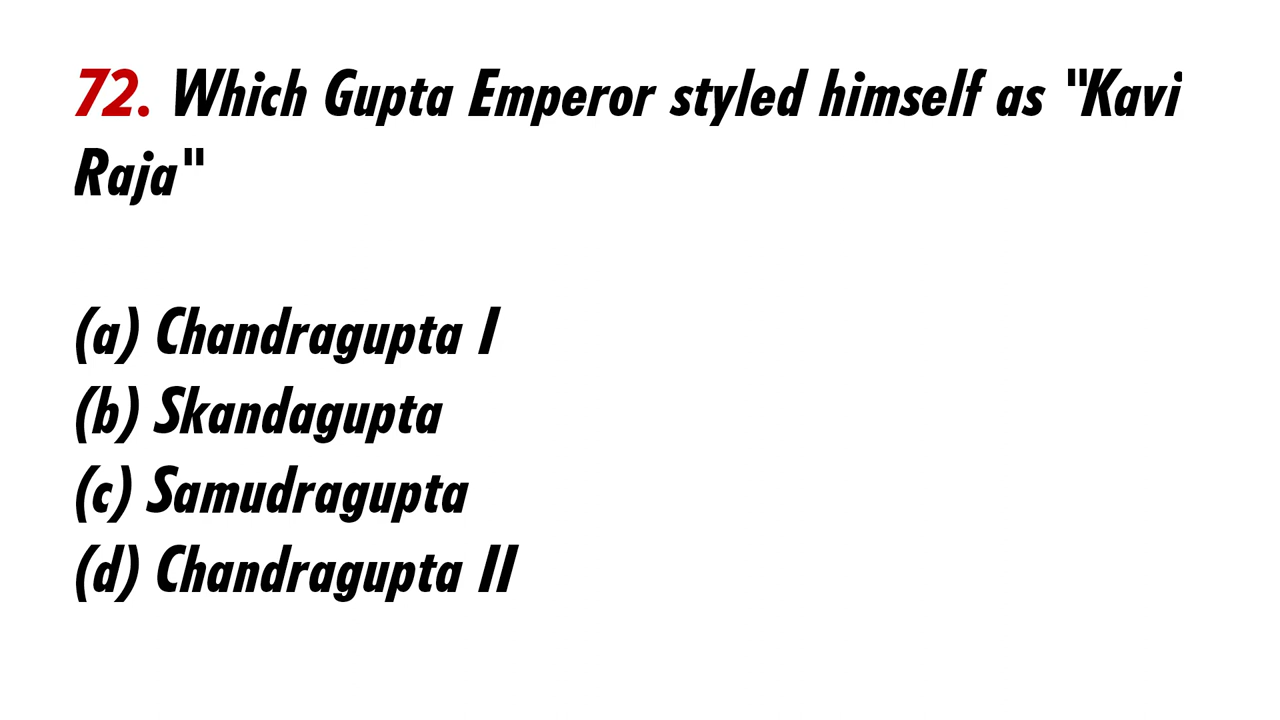 72. Which Gupta Emperor styled himself as "Kavi
Raja"
(a) Chandragupta I
(b) Skandagupta
(c) Samudragupta
(d) Chandragupta II